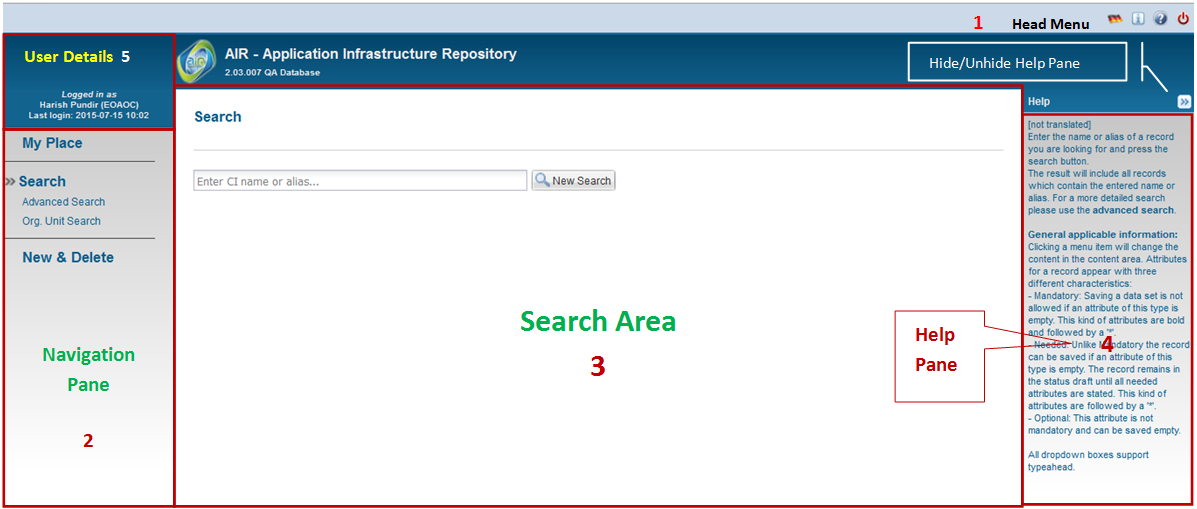 1 Head Menu
User Details 5
Logged in as
Harish Pundir (EOAOC)
Last login: 2015-07-15 10:02
AIR - Application Infrastructure Repository
2.03.007 QA Database
Hide/Unhide Help Pane
My Place
Search
Advanced Search
Org. Unit Search
New & Delete
Navigation
Pane
2
Search
Enter CI name or alias...
New Search
Search Area
3
Help
[not translated]
Enter the name or alias of a record
you are looking for and press the
search button.
The result will include all records
which contain the entered name or
alias. For a more detailed search
please use the advanced search.
General applicable information:
Clicking a menu item will change the
content in the content area. Attributes
for a record appear with three
different characteristics:
- Mandatory: Saving a data set is not
allowed if an attribute of this type is
empty. This kind of attributes are bold
and followed by a "*".
- Needed: Unlike Mandatory the record
can be saved if an attribute of this
type is empty. The record remains in
the status draft until all needed
attributes are stated. This kind of
attributes are followed by a "*".
- Optional: This attribute is not
mandatory and can be saved empty.
All dropdown boxes support
typeahead.
Help
Pane
4